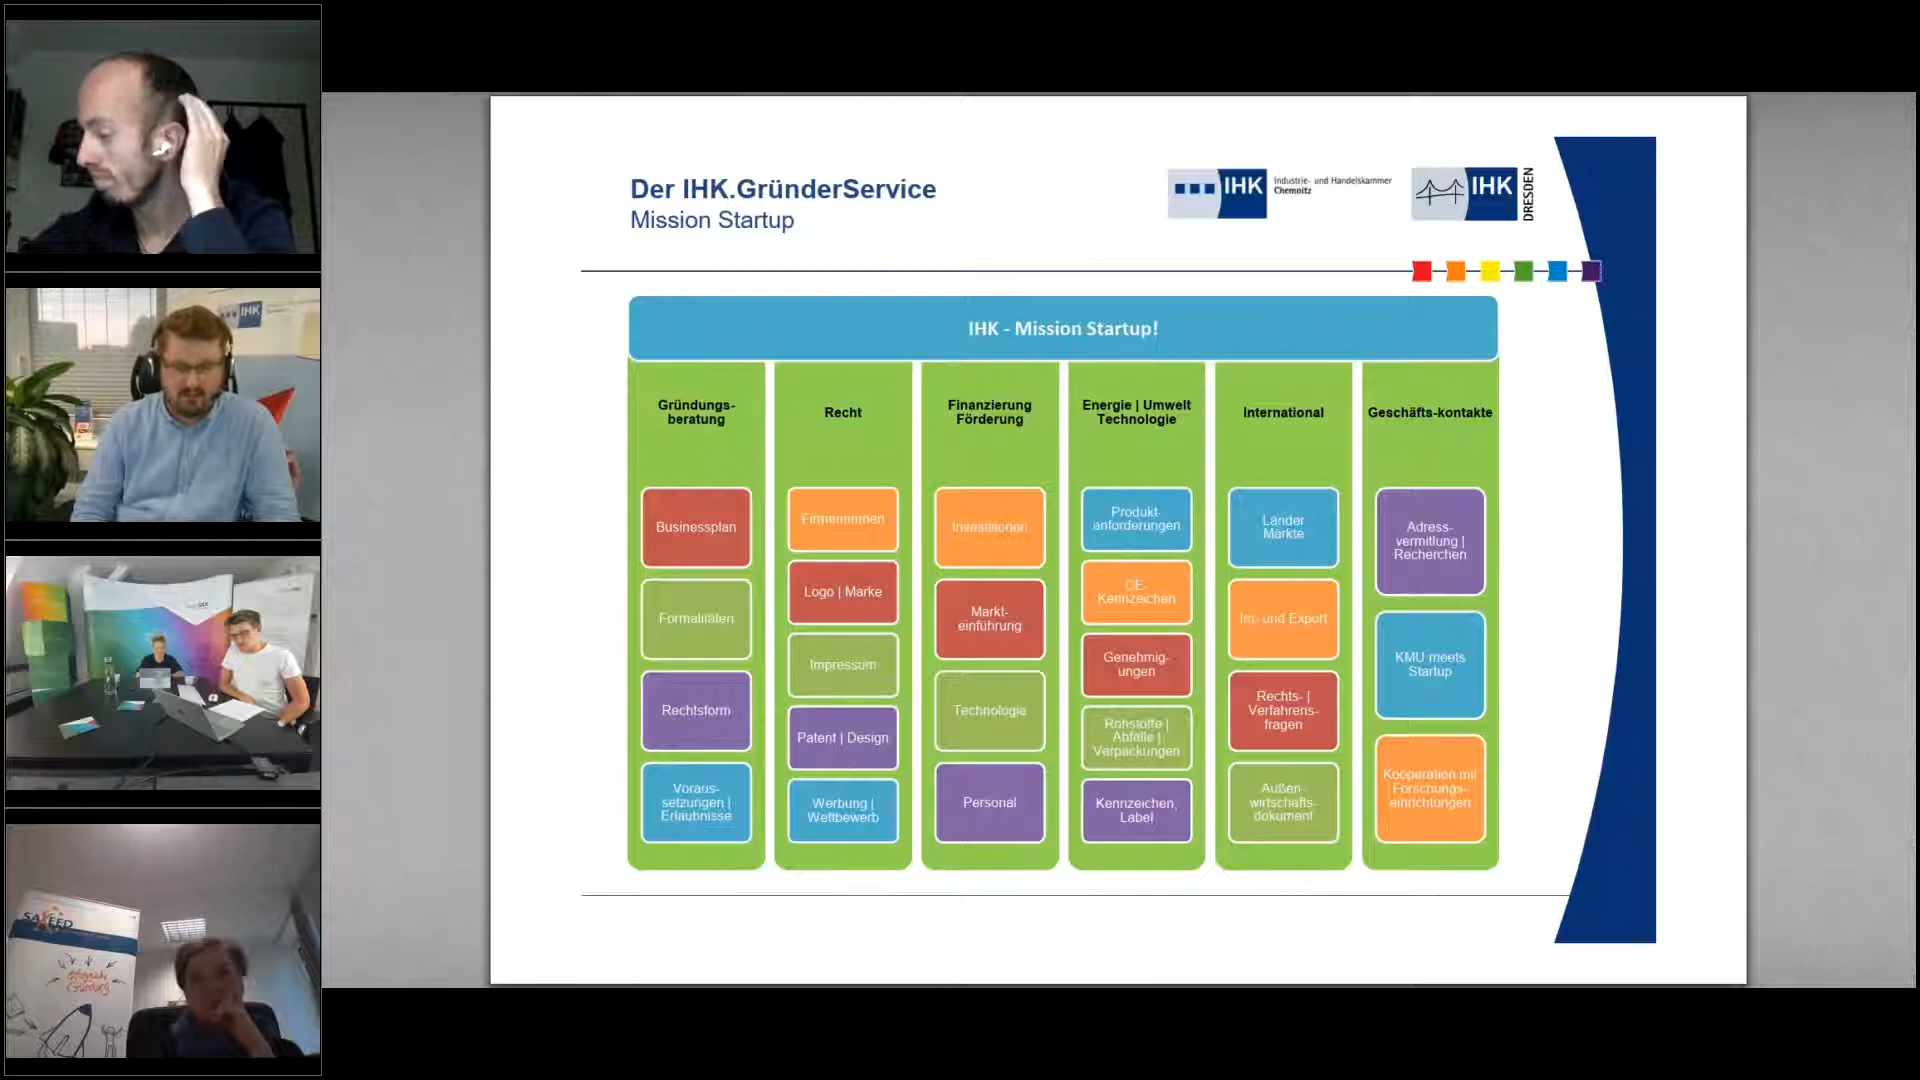 Der IHK.GründerService
Mission Startup
IHK
Industrie- und Handelskammer
Chemnitz
IHK
DRESDEN
IHK - Mission Startup!
Gründungs-
beratung
Businessplan
Formalitäten
Rechtsform
Voraus-
setzungen |
Erlaubnisse
Recht
Firmennamen
Logo | Marke
Impressum
Patent | Design
Werbung |
Wettbewerb
Finanzierung
Förderung
Investitionen
Markt-
einführung
Technologie
Personal
Energie | Umwelt
Technologie
Produkt-
anforderungen
CE-
Kennzeichen
Genehmig-
ungen
Rohstoffe |
Abfälle |
Verpackungen
Kennzeichen,
Label
International
Länder
Märkte
Im- und Export
Rechts- |
Verfahrens-
fragen
Außen-
wirtschafts-
dokument
Geschäfts-kontakte
Adress-
vermitlung |
Recherchen
KMU meets
Startup
Kooperation mit
Forschungs-
einrichtungen
IHK
SAXEED